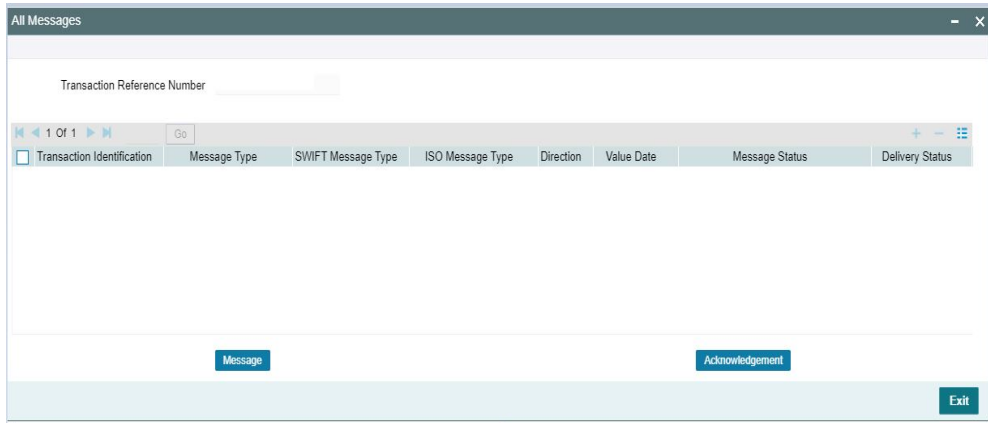 All Messages
Transaction Reference Number
1 Of 1 Go
Transaction Identification Message Type SWIFT Message Type ISO Message Type Direction Value Date Message Status Delivery Status
Message Acknowledgement
Exit